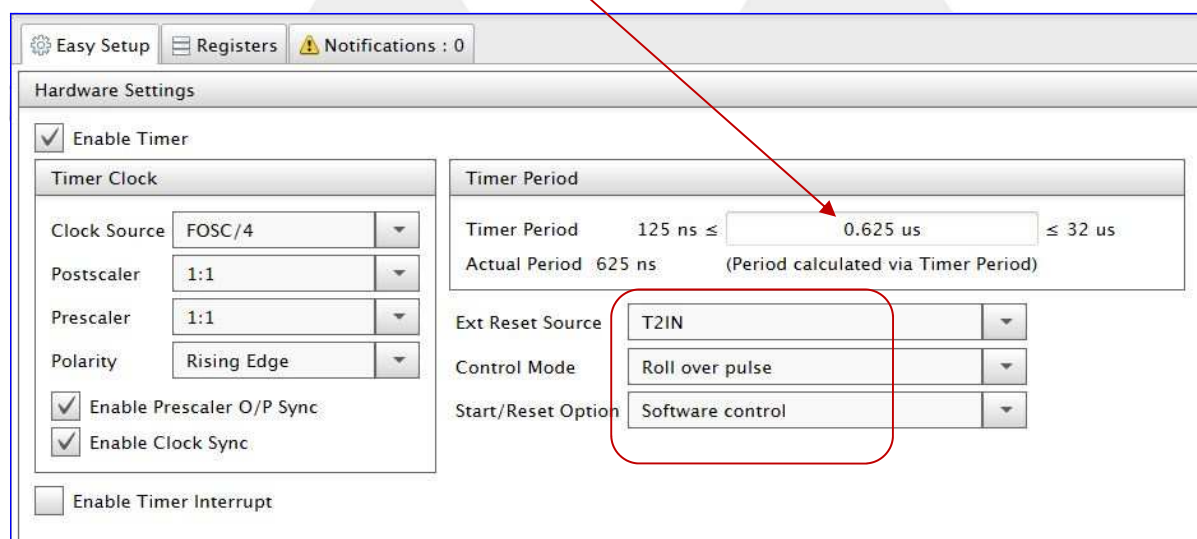 Easy Setup Registers Notifications : 0
Hardware Settings
Enable Timer
Timer Clock
Clock Source FOSC/4
Postscaler 1:1
Prescaler 1:1
Polarity Rising Edge
Enable Prescaler O/P Sync
Enable Clock Sync
Timer Period
Timer Period 125 ns ≤ 0.625 us ≤ 32 us
Actual Period 625 ns (Period calculated via Timer Period)
Ext Reset Source T2IN
Control Mode Roll over pulse
Start/Reset Option Software control
Enable Timer Interrupt